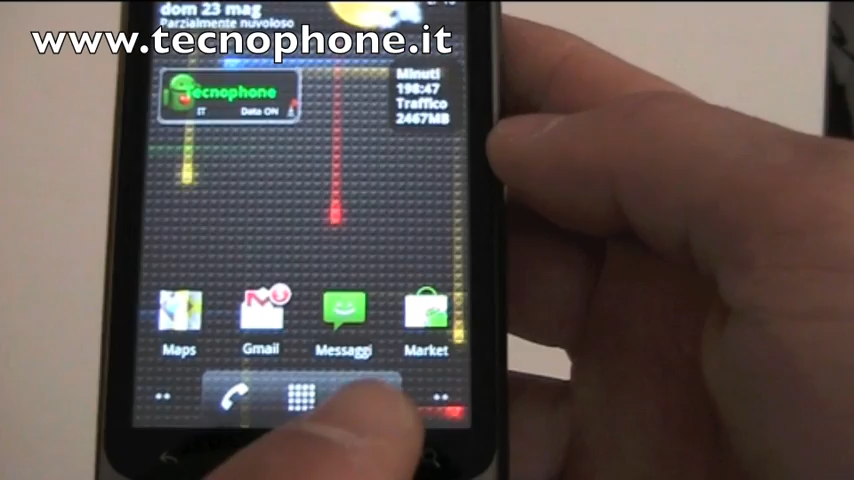 dom 23 mag
Parzialmente nuvoloso
www.tecnophone.it
Minuti
198:47
Traffico
2467MB
Tecnophone
IT Data ON
Maps Gmail Messaggi Market